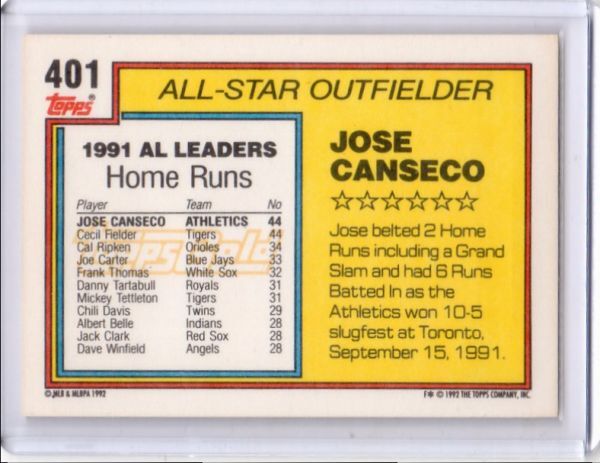 401
Topps®
ALL-STAR OUTFIELDER
1991 AL LEADERS
Home Runs
Player Team No
JOSE CANSECO ATHLETICS 44
Cecil Fielder Tigers 44
Cal Ripken Orioles 34
Joe Carter Blue Jays 33
Frank Thomas White Sox 32
Danny Tartabull Royals 31
Mickey Tettleton Tigers 31
Chili Davis Twins 29
Albert Belle Indians 28
Jack Clark Red Sox 28
Dave Winfield Angels 28
ToppsGold
JOSE
CANSECO
☆☆☆☆☆☆
Jose belted 2 Home
Runs including a Grand
Slam and had 6 Runs
Batted In as the
Athletics won 10-5
slugfest at Toronto,
September 15, 1991.
© MLB & MLBPA 1992
F✱ © 1992 THE TOPPS COMPANY, INC.